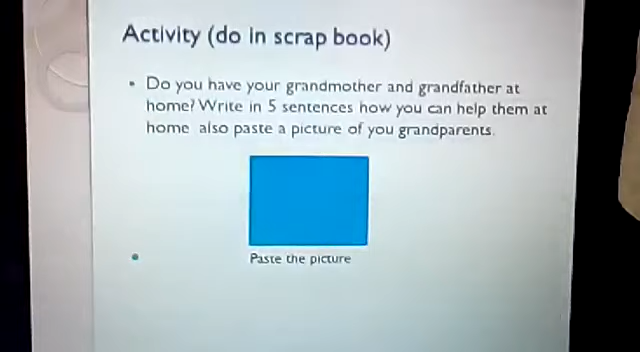 Activity (do in scrap book)
• Do you have your grandmother and grandfather at
home? Write in 5 sentences how you can help them at
home also paste a picture of you grandparents.
Paste the picture